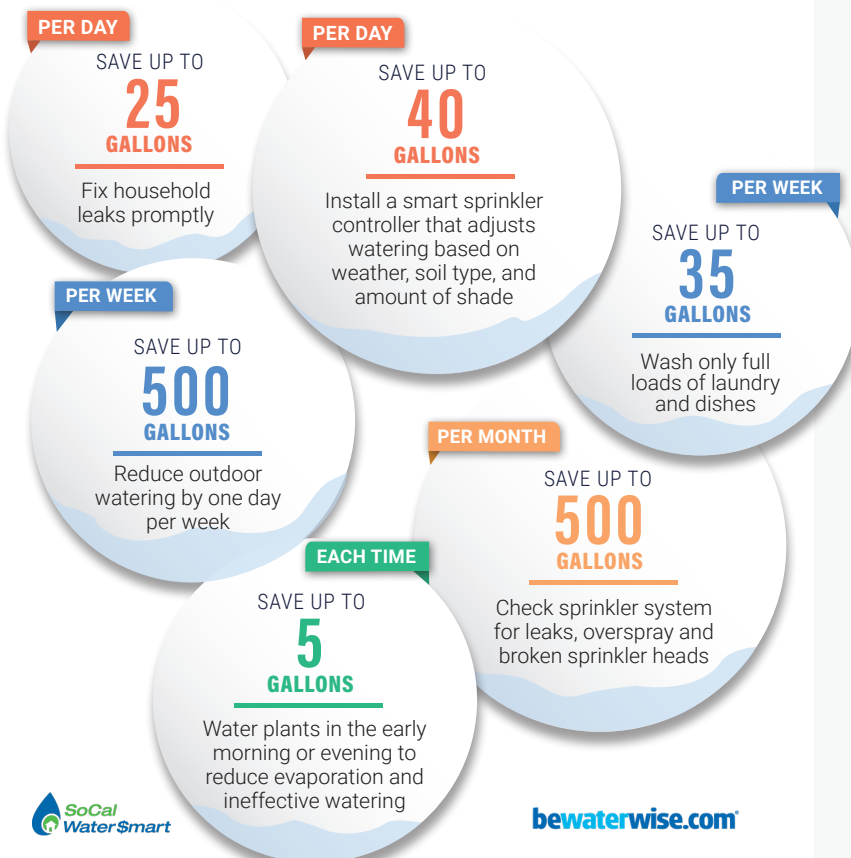 PER DAY
SAVE UP TO
25
GALLONS
Fix household
leaks promptly
PER DAY
SAVE UP TO
40
GALLONS
Install a smart sprinkler
controller that adjusts
watering based on
weather, soil type, and
amount of shade
PER WEEK
SAVE UP TO
35
GALLONS
Wash only full
loads of laundry
and dishes
PER WEEK
SAVE UP TO
500
GALLONS
Reduce outdoor
watering by one day
per week
PER MONTH
SAVE UP TO
500
GALLONS
Check sprinkler system
for leaks, overspray and
broken sprinkler heads
EACH TIME
SAVE UP TO
5
GALLONS
Water plants in the early
morning or evening to
reduce evaporation and
ineffective watering
SoCal
Water$mart
bewaterwise.com